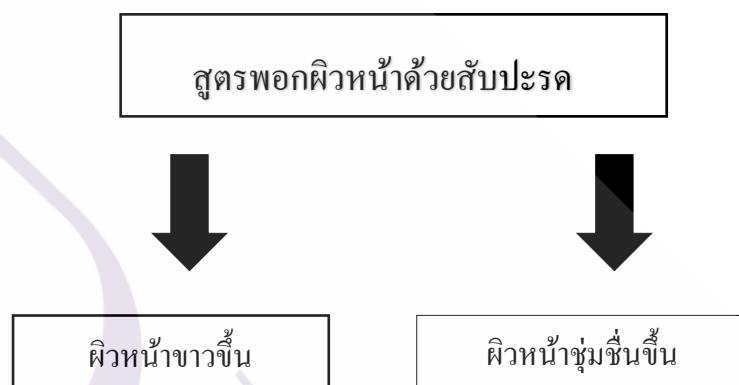 สูตรพอกผิวหน้าด้วยสับปะรด
ผิวหน้าขาวขึ้น
ผิวหน้าชุ่มชื่นขึ้น